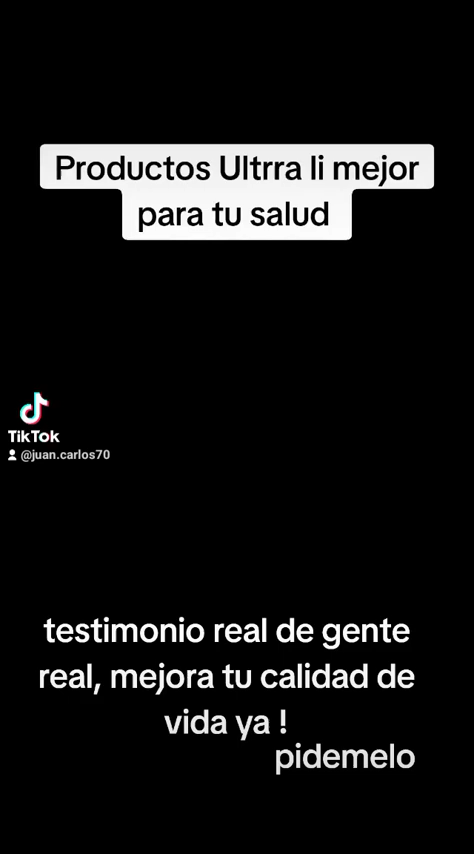 Productos Ultrra li mejor
para tu salud
TikTok
@juan.carlos70
testimonio real de gente
real, mejora tu calidad de
vida ya !
pidemelo